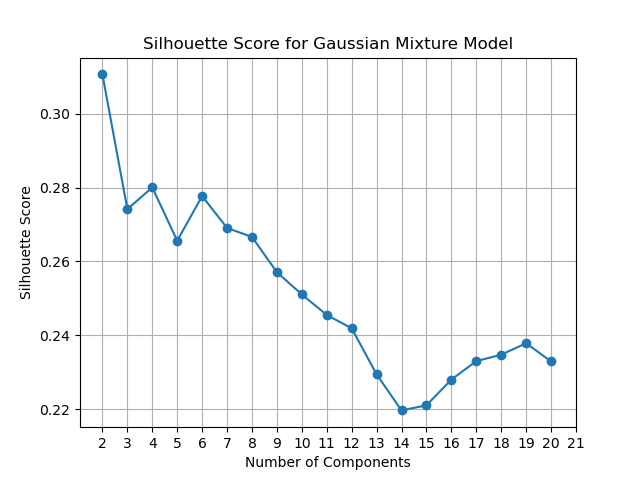 Silhouette Score for Gaussian Mixture Model
0.30
0.28
0.26
0.24
0.22
Silhouette Score
2 3 4 5 6 7 8 9 10 11 12 13 14 15 16 17 18 19 20 21
Number of Components